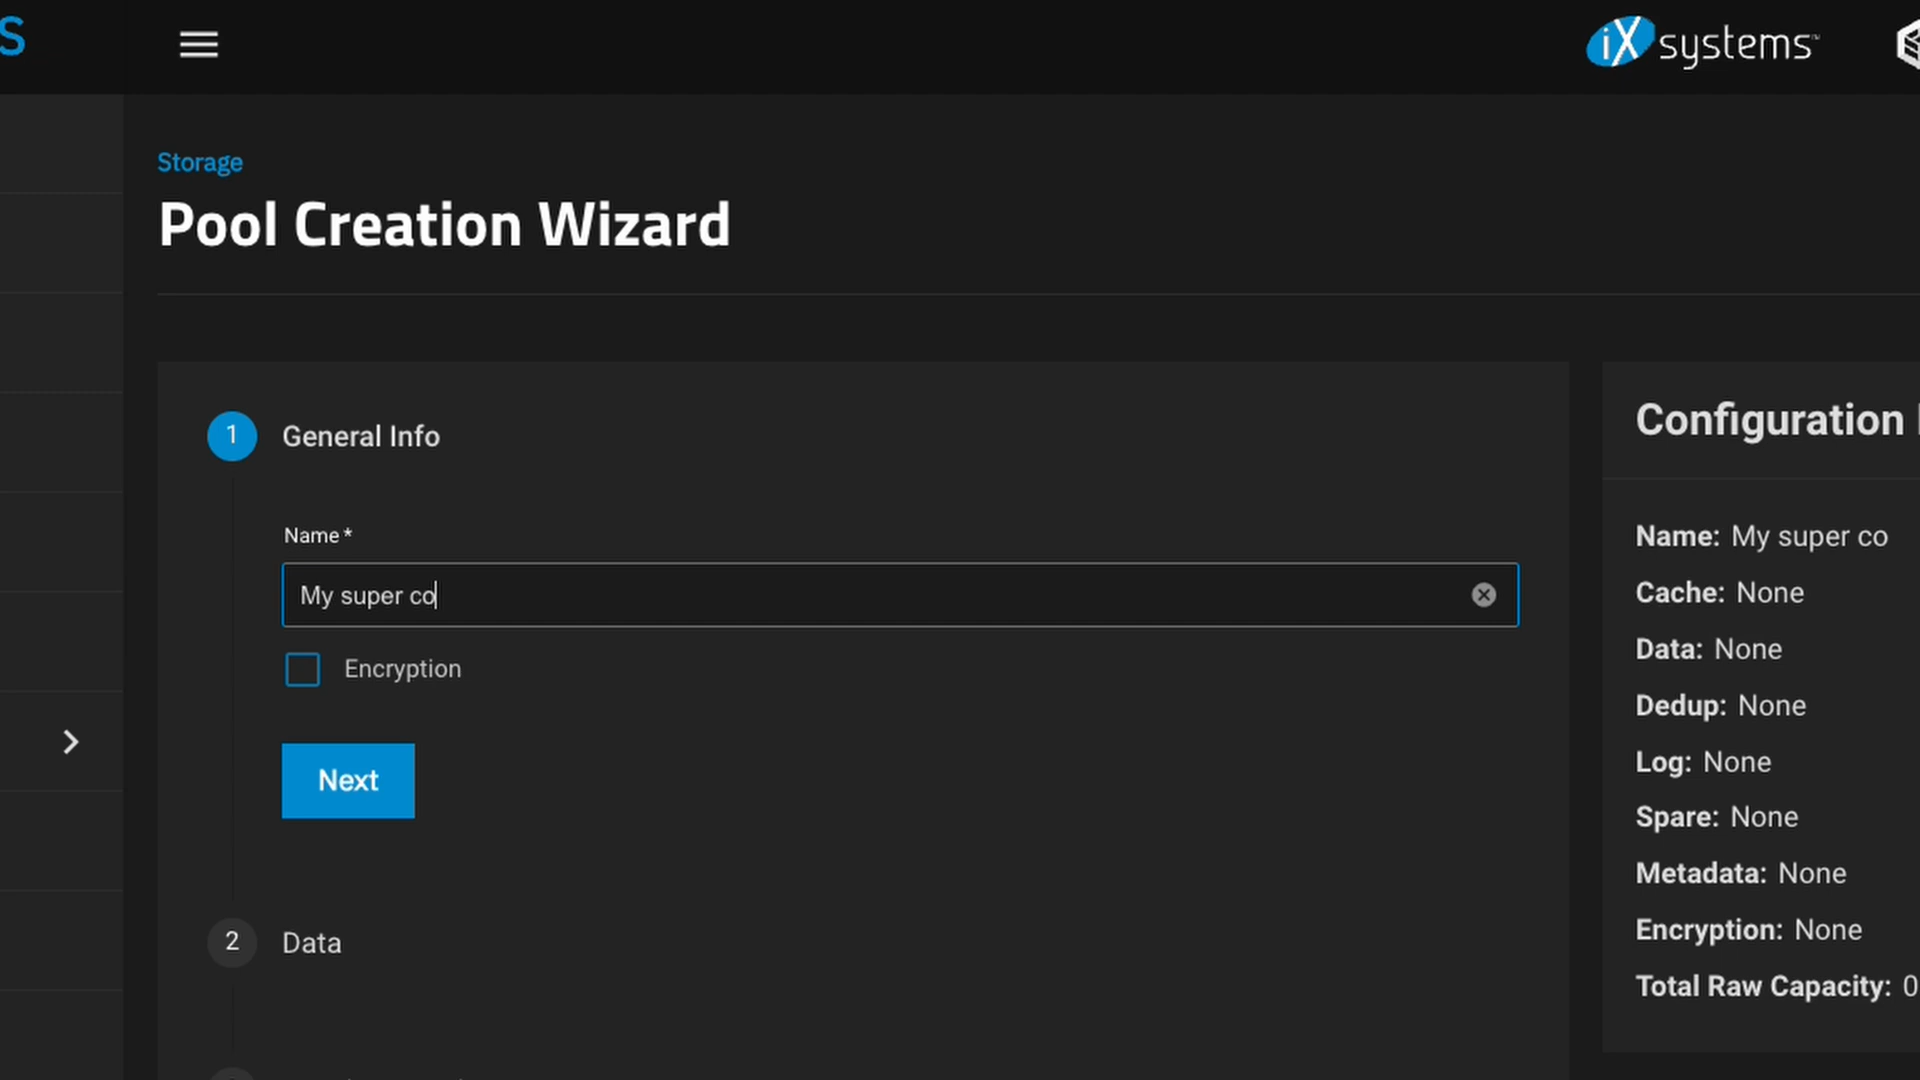 S
iXsystems™
Storage
Pool Creation Wizard
1 General Info
Name*
My super co
Encryption
Next
2 Data
Configuration
Name: My super co
Cache: None
Data: None
Dedup: None
Log: None
Spare: None
Metadata: None
Encryption: None
Total Raw Capacity: 0